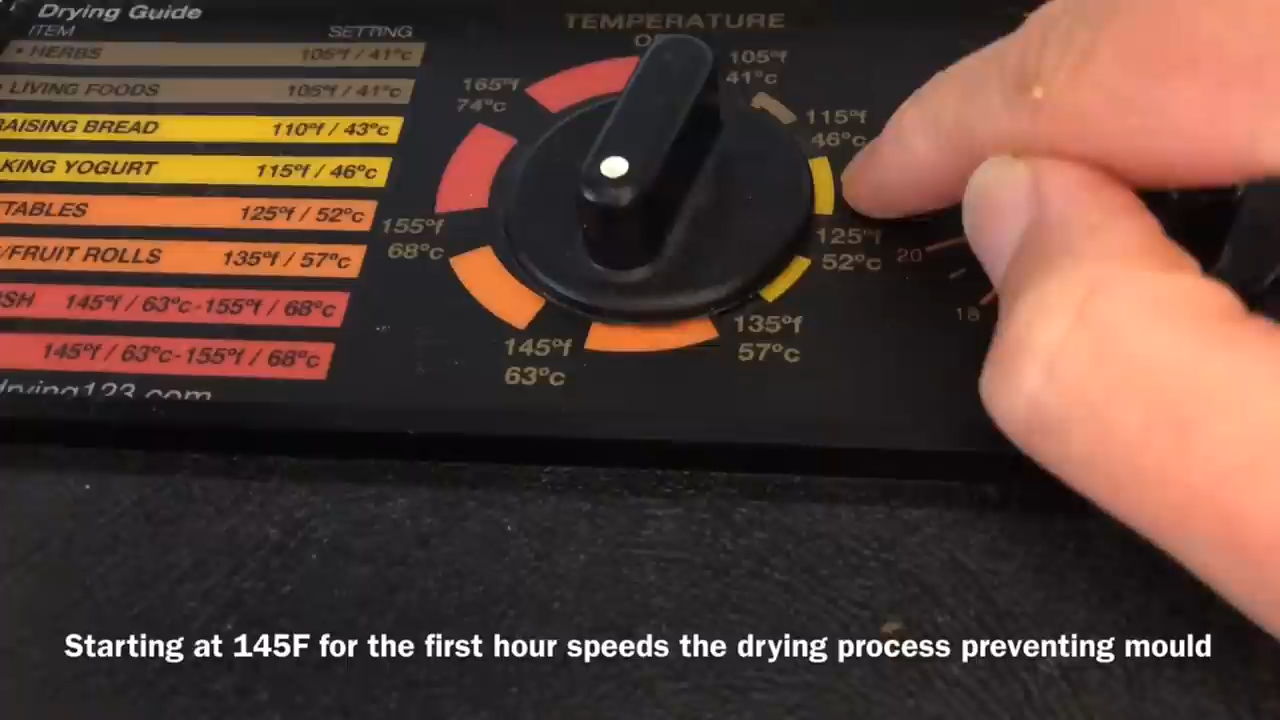 Drying Guide
ITEM SETTING
• HERBS 105°f / 41°c
LIVING FOODS 105°f / 41°c
RAISING BREAD 110°f / 43°c
KING YOGURT 115°f / 46°c
TABLES 125°f / 52°c
/FRUIT ROLLS 135°f / 57°c
SH 145°f / 63°c-155°f / 68°c
145°f / 63°c-155°f / 68°c
drying123.com
TEMPERATURE
105°f
41°c
115°f
46°c
125°f
52°c
135°f
57°c
145°f
63°c
155°f
68°c
165°f
74°c
20
18
Starting at 145F for the first hour speeds the drying process preventing mould